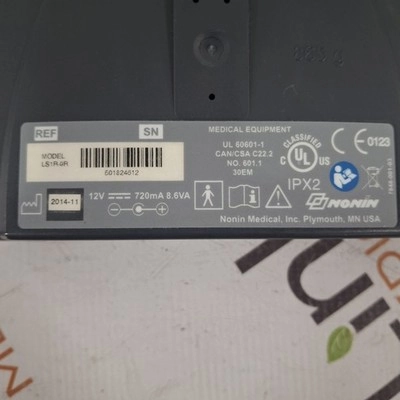 REF
SN
MODEL
LS1R-9R
501824012
MEDICAL EQUIPMENT
UL 60601-1
CAN/CSA C22.2
NO. 601.1
30EM
CLASSIFIED
C UL US
CE 0123
IPX2
2014-11
12V 720mA 8.6VA
NONIN
Nonin Medical, Inc. Plymouth, MN USA